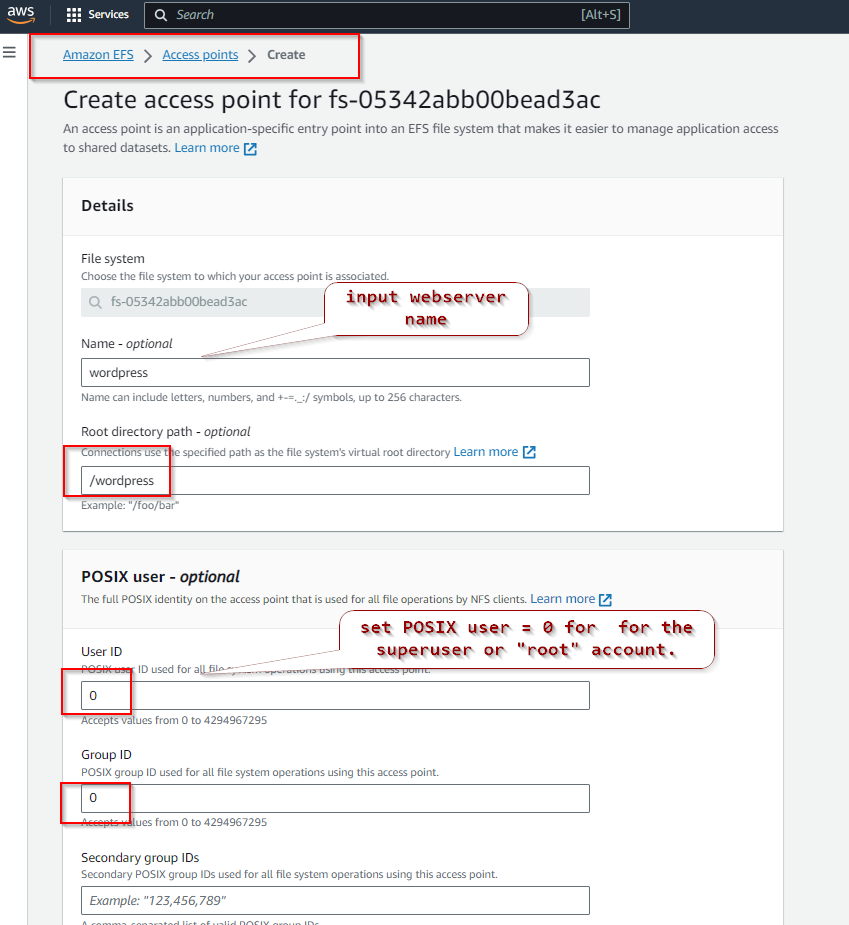 aws Services Search [Alt+S]
Amazon EFS > Access points > Create
Create access point for fs-05342abb00bead3ac
An access point is an application-specific entry point into an EFS file system that makes it easier to manage application access
to shared datasets. Learn more
Details
File system
Choose the file system to which your access point is associated.
fs-05342abb00bead3ac
input webserver
name
Name - optional
wordpress
Name can include letters, numbers, and +-=._:/ symbols, up to 256 characters.
Root directory path - optional
Connections use the specified path as the file system's virtual root directory Learn more
/wordpress
Example: "/foo/bar"
POSIX user - optional
The full POSIX identity on the access point that is used for all file operations by NFS clients. Learn more
set POSIX user = 0 for  for the
superuser or "root" account.
User ID
POSIX user ID used for all file system operations using this access point.
0
Accepts values from 0 to 4294967295
Group ID
POSIX group ID used for all file system operations using this access point.
0
Accepts values from 0 to 4294967295
Secondary group IDs
Secondary POSIX group IDs used for all file system operations using this access point.
Example: "123,456,789"
A comma-separated list of valid POSIX group IDs